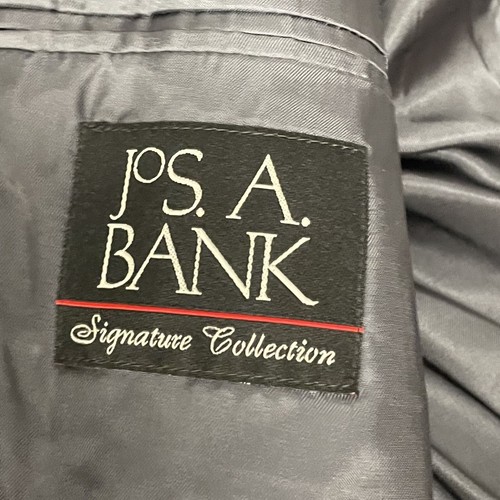 JoS. A.
BANK
Signature Collection